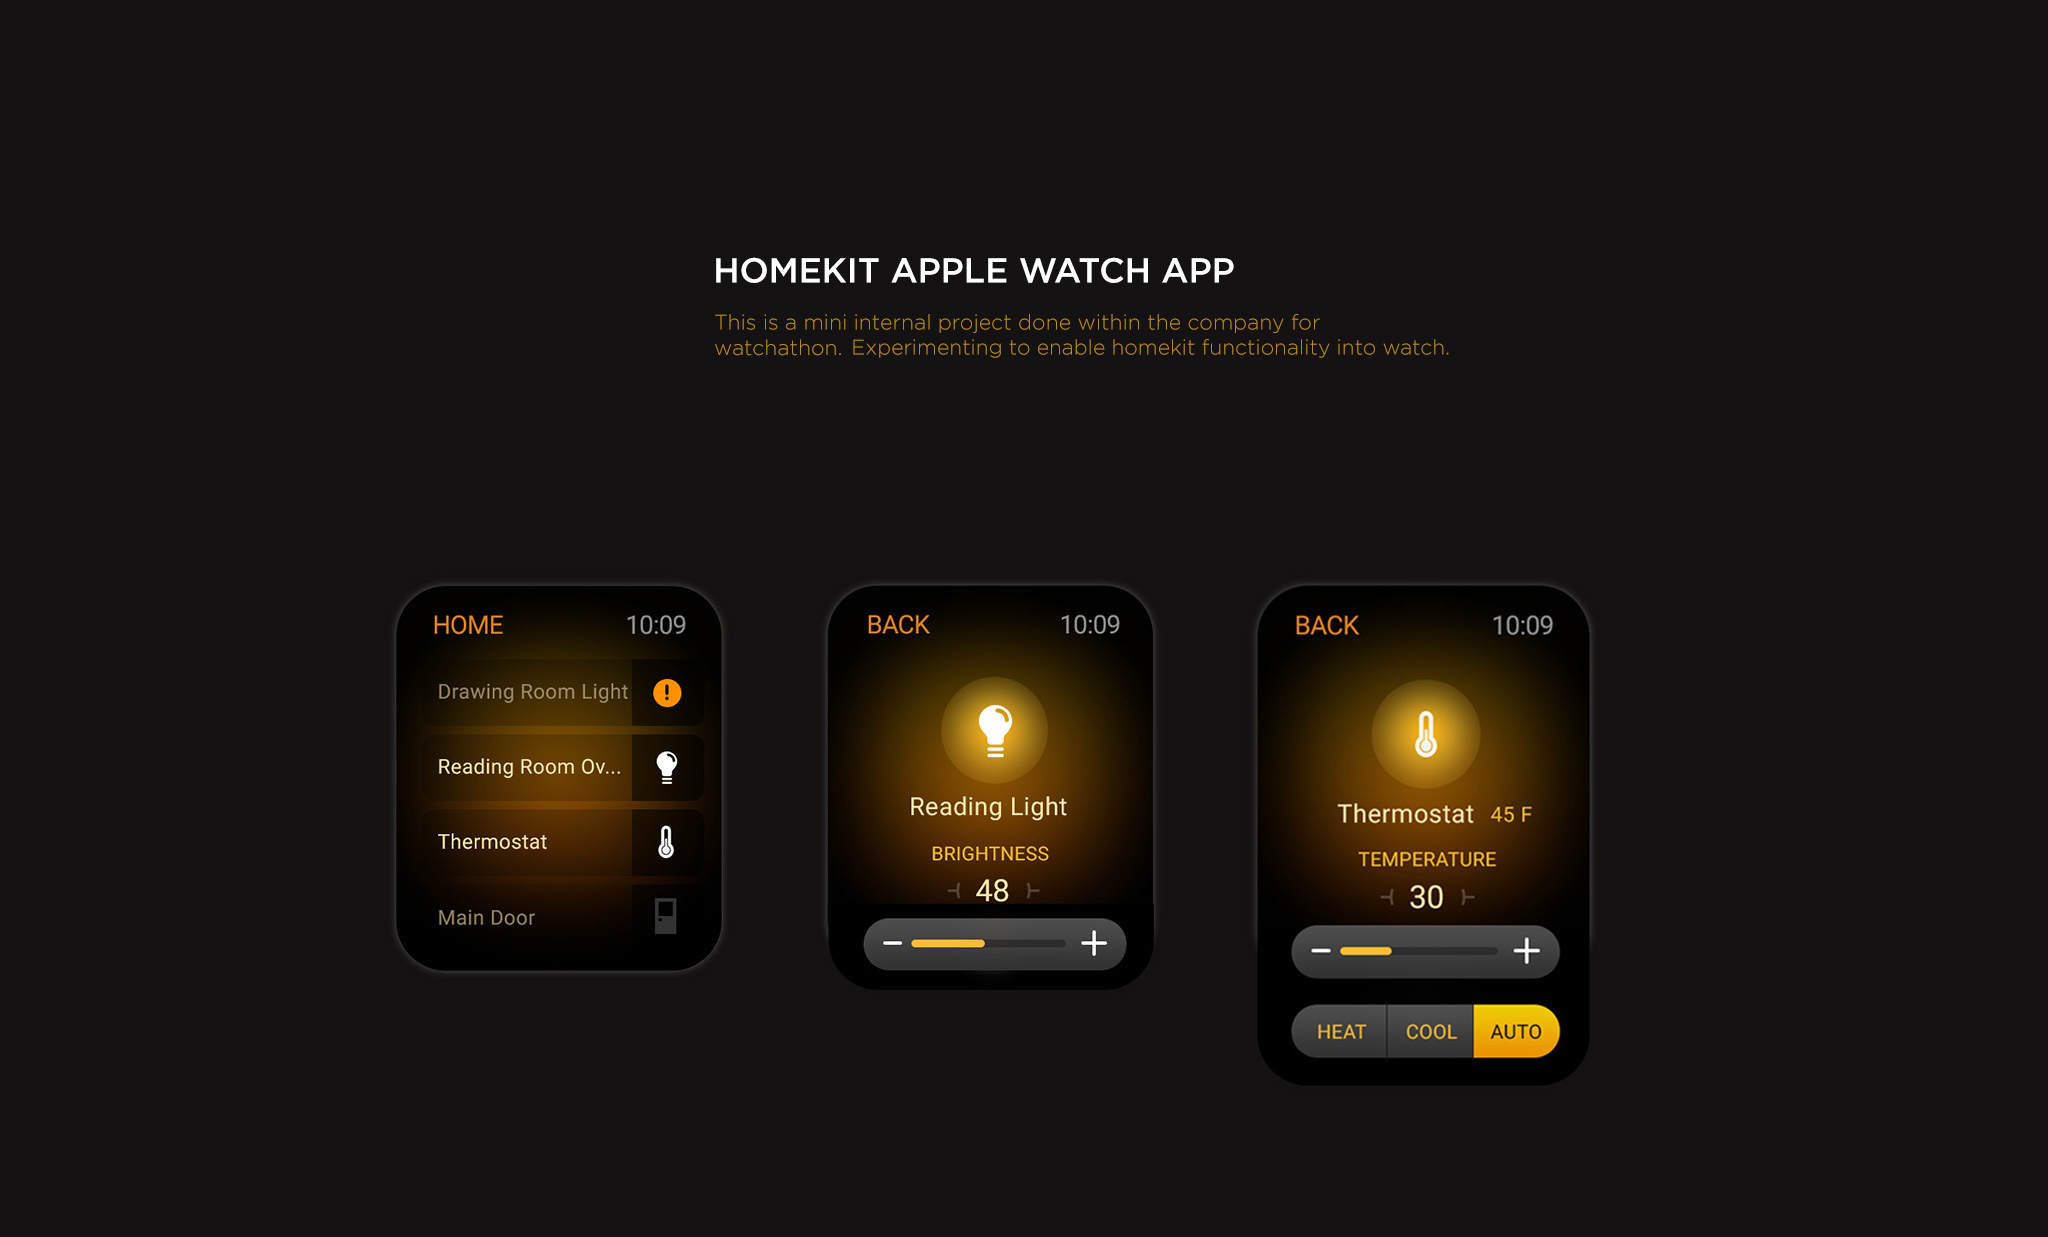 HOMEKIT APPLE WATCH APP
This is a mini internal project done within the company for
watchathon. Experimenting to enable homekit functionality into watch.
HOME 10:09
Drawing Room Light
Reading Room Ov...
Thermostat
Main Door
BACK 10:09
Reading Light
BRIGHTNESS
48
BACK 10:09
Thermostat 45 F
TEMPERATURE
30
HEAT COOL AUTO